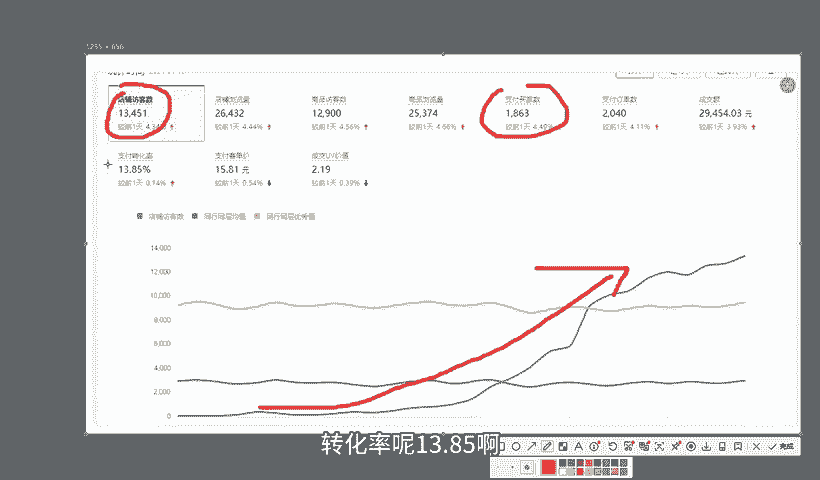 店铺访客数 店铺浏览量 商品访客数 商品浏览量 支付买家数 支付订单数 成交额
13,451 26,432 12,900 25,374 1,863 2,040 29,454.03 元
较前1天 较前1天 4.44% 较前1天 4.56% 较前1天 4.66% 较前1天 4.49% 较前1天 4.11% 较前1天 3.93%
支付转化率 支付客单价 成交UV价值
13.85% 15.81 元 2.19
较前1天 0.14% 较前1天 0.54% 较前1天 0.39%
店铺访客数 同行同层均值 同行同层优秀值
14,000
12,000
10,000
8,000
6,000
4,000
2,000
0
转化率呢13.85啊
完成